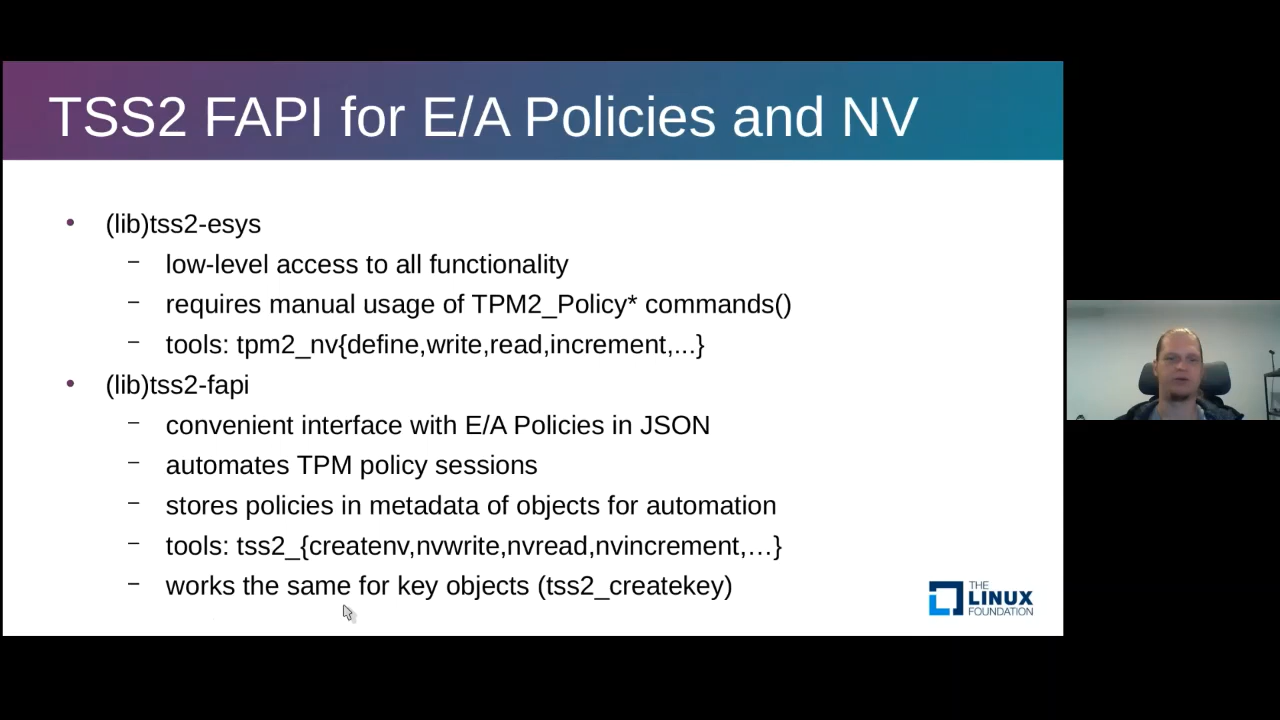 TSS2 FAPI for E/A Policies and NV
• (lib)tss2-esys
– low-level access to all functionality
– requires manual usage of TPM2_Policy* commands()
– tools: tpm2_nv{define,write,read,increment,...}
• (lib)tss2-fapi
– convenient interface with E/A Policies in JSON
– automates TPM policy sessions
– stores policies in metadata of objects for automation
– tools: tss2_{createnv,nvwrite,nvread,nvincrement,…}
– works the same for key objects (tss2_createkey)
THE
LINUX
FOUNDATION